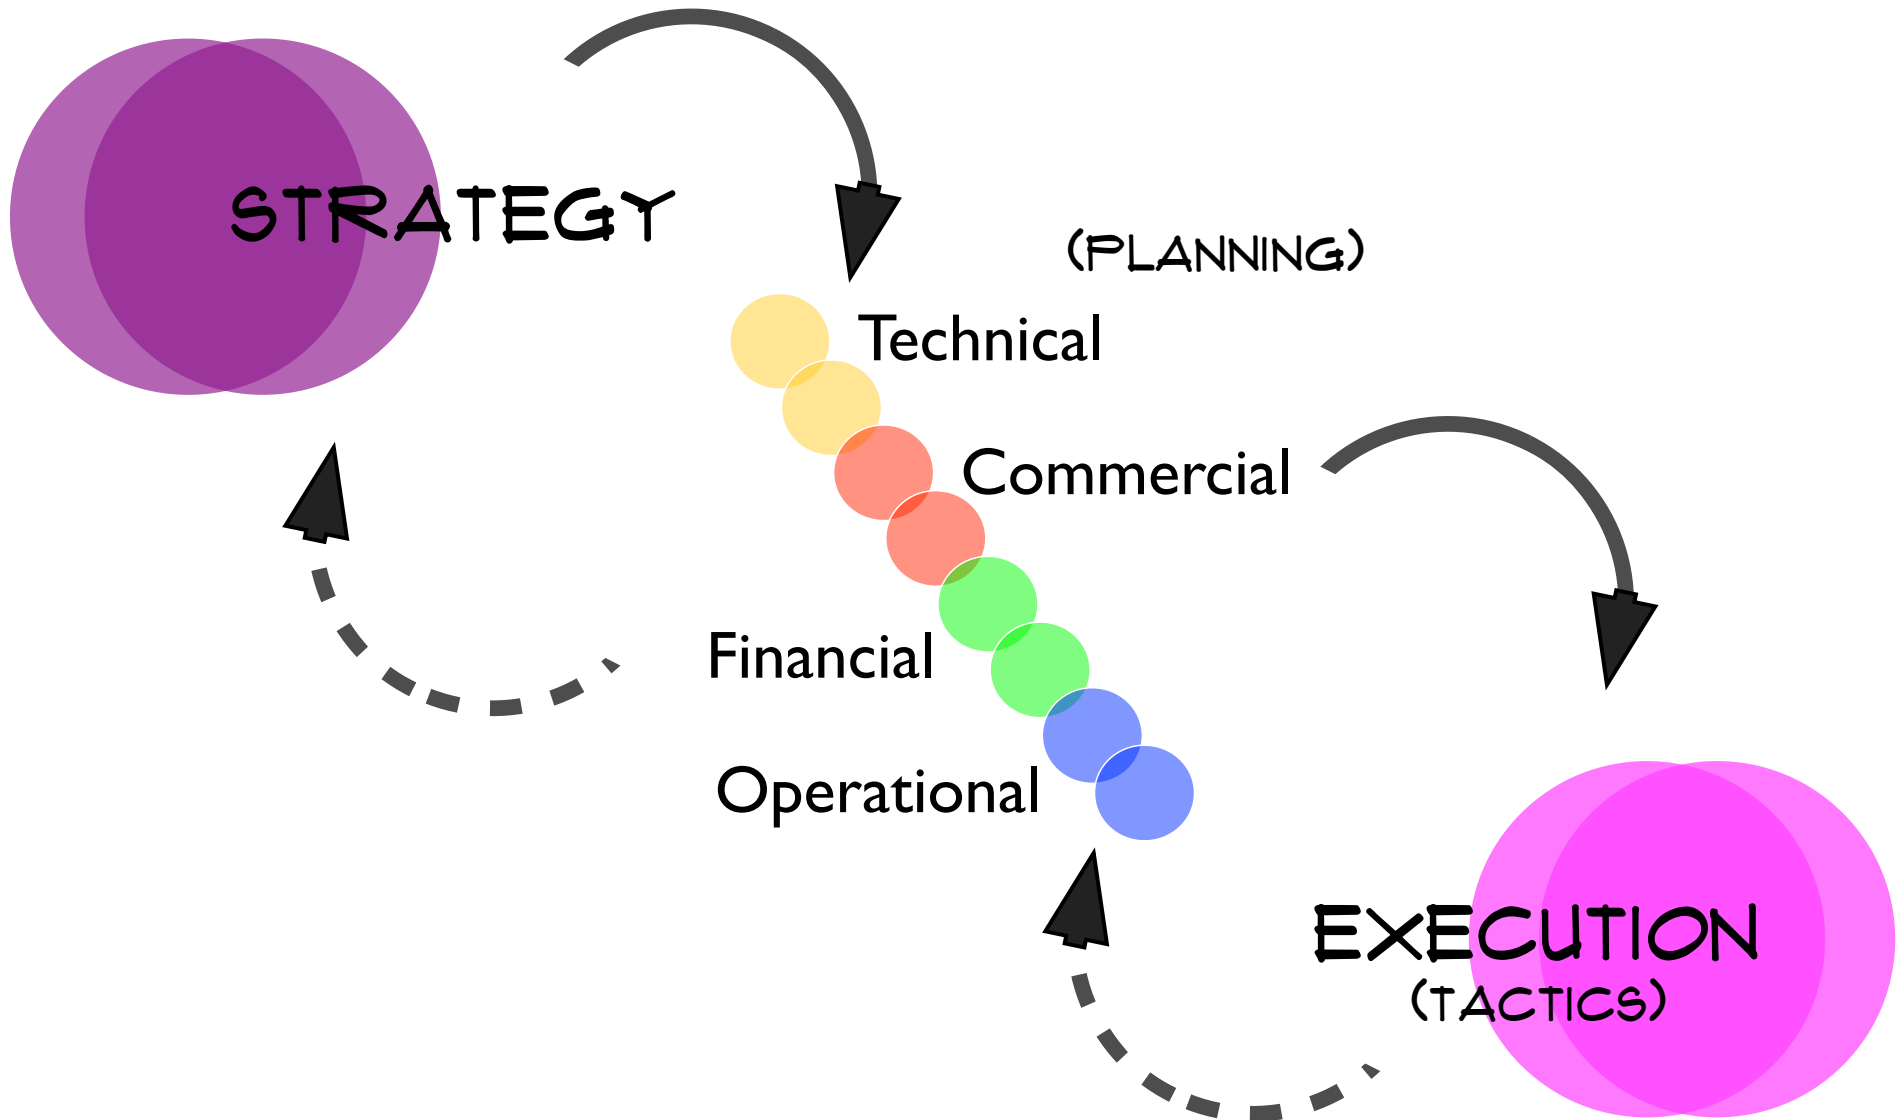 STRATEGY
(PLANNING)
Technical
Commercial
Financial
Operational
EXECUTION
(TACTICS)